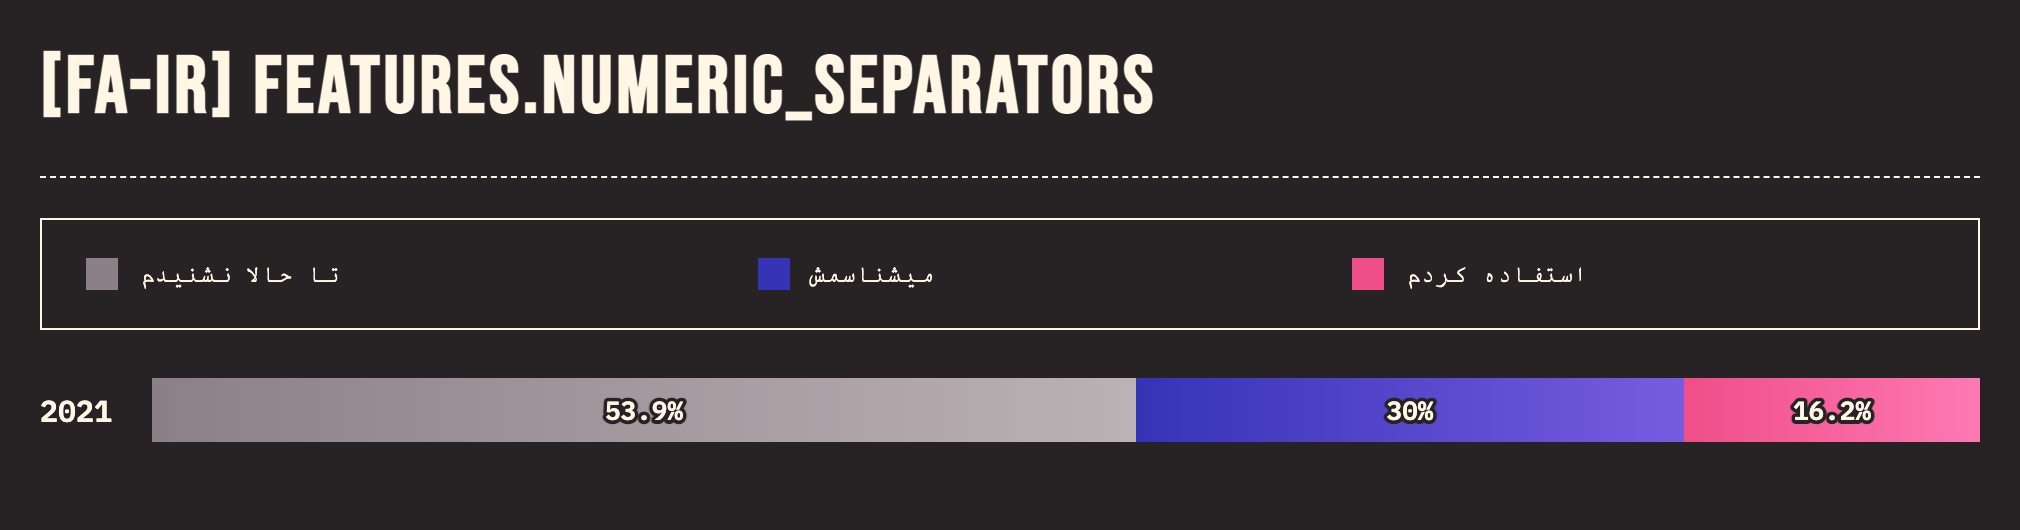 [FA-IR] FEATURES.NUMERIC_SEPARATORS
تا حالا نشنیدم
میشناسمش
استفاده کردم
2021 53.9% 30% 16.2%